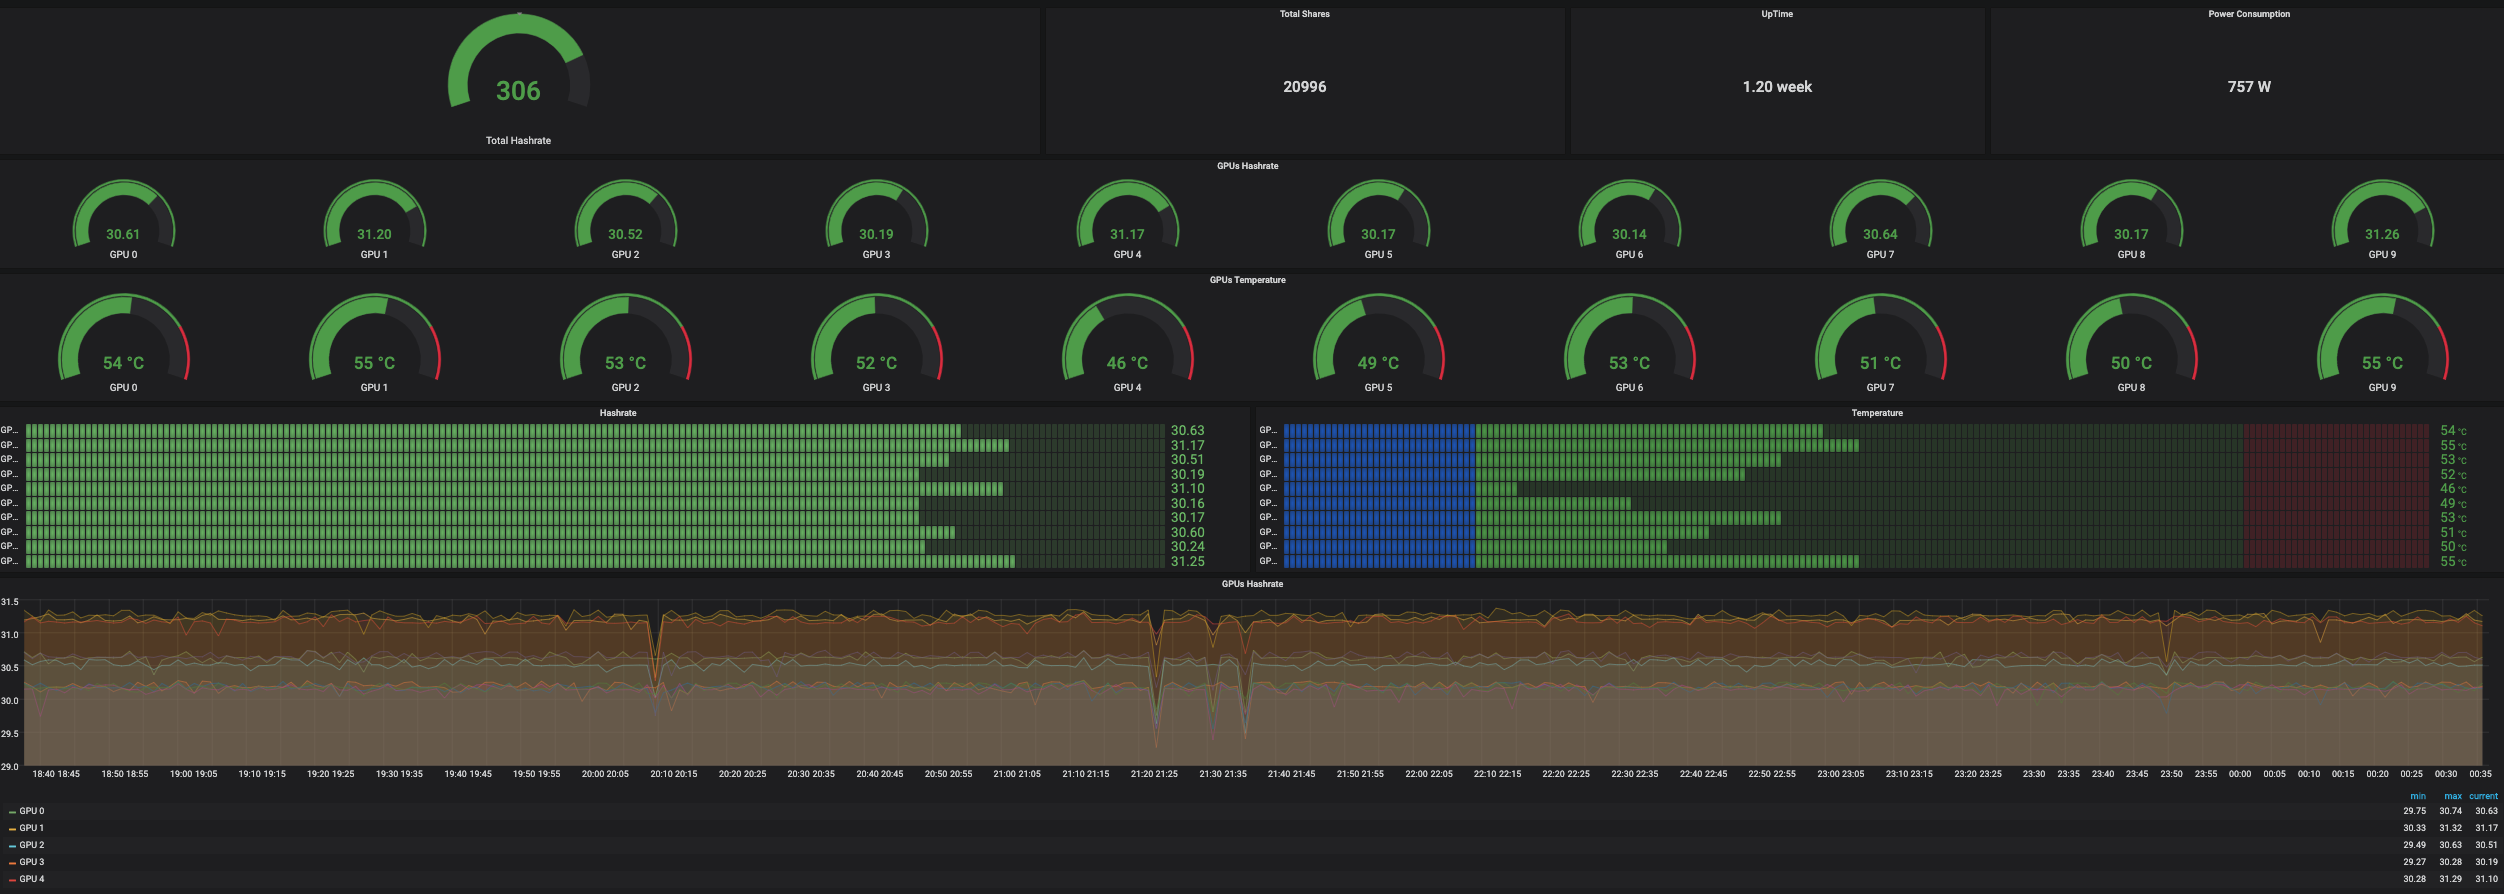 Total Shares UpTime Power Consumption
306 20996 1.20 week 757 W
Total Hashrate
GPUs Hashrate
30.61 31.20 30.52 30.19 31.17 30.17 30.14 30.64 30.17 31.26
GPU 0 GPU 1 GPU 2 GPU 3 GPU 4 GPU 5 GPU 6 GPU 7 GPU 8 GPU 9
GPUs Temperature
54 °C 55 °C 53 °C 52 °C 46 °C 49 °C 53 °C 51 °C 50 °C 55 °C
GPU 0 GPU 1 GPU 2 GPU 3 GPU 4 GPU 5 GPU 6 GPU 7 GPU 8 GPU 9
Hashrate
GP... 30.63
GP... 31.17
GP... 30.51
GP... 30.19
GP... 31.10
GP... 30.16
GP... 30.17
GP... 30.60
GP... 30.24
GP... 31.25
Temperature
GP... 54 °C
GP... 55 °C
GP... 53 °C
GP... 52 °C
GP... 46 °C
GP... 49 °C
GP... 53 °C
GP... 51 °C
GP... 50 °C
GP... 55 °C
GPUs Hashrate
31.5
31.0
30.5
30.0
29.5
29.0
18:40 18:45 18:50 18:55 19:00 19:05 19:10 19:15 19:20 19:25 19:30 19:35 19:40 19:45 19:50 19:55 20:00 20:05 20:10 20:15 20:20 20:25 20:30 20:35 20:40 20:45 20:50 20:55 21:00 21:05 21:10 21:15 21:20 21:25 21:30 21:35 21:40 21:45 21:50 21:55 22:00 22:05 22:10 22:15 22:20 22:25 22:30 22:35 22:40 22:45 22:50 22:55 23:00 23:05 23:10 23:15 23:20 23:25 23:30 23:35 23:40 23:45 23:50 23:55 00:00 00:05 00:10 00:15 00:20 00:25 00:30 00:35
min max current
GPU 0 29.75 30.74 30.63
GPU 1 30.33 31.32 31.17
GPU 2 29.49 30.63 30.51
GPU 3 29.27 30.28 30.19
GPU 4 30.28 31.29 31.10